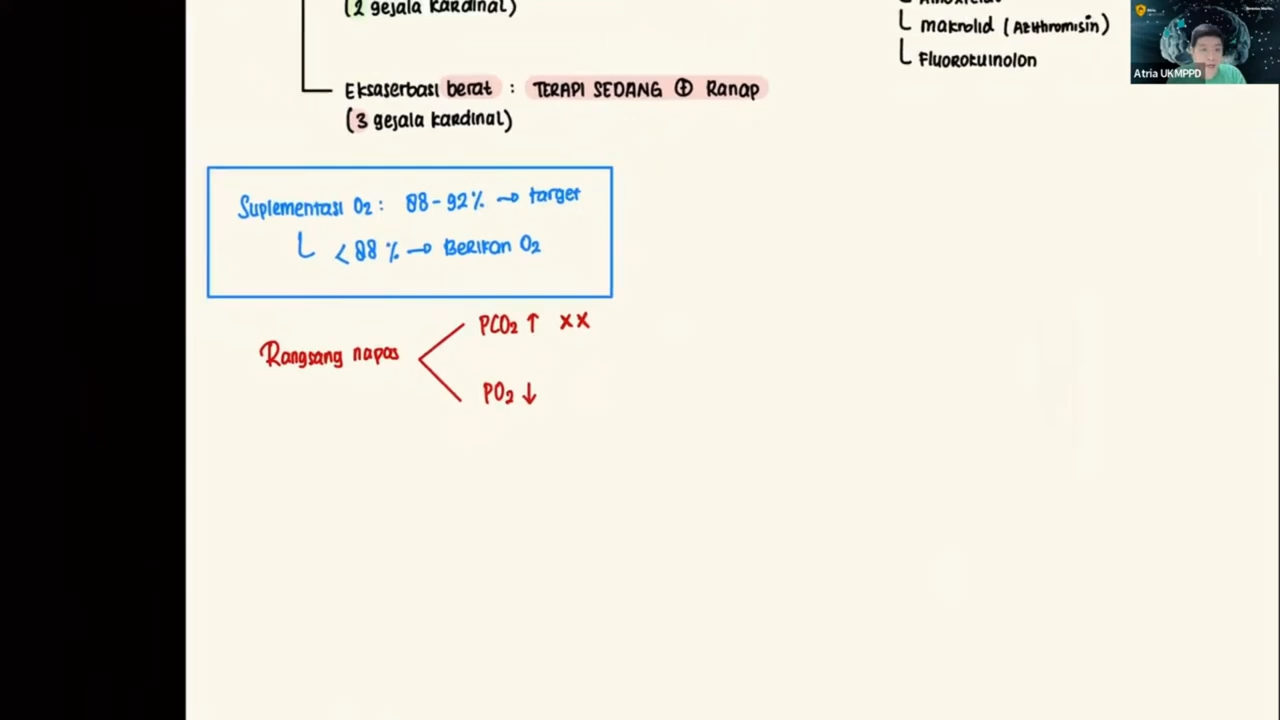 (2 gejala kardinal)
└ makrolid (Azithromisin)
└ Fluorokuinolon
Atria UKMPPD
Eksaserbasi berat : TERAPI SEDANG ⊕ Ranap
(3 gejala kardinal)
Suplementasi O₂ : 88-92% → target
└ < 88 % → Berikan O₂
Rangsang napas
PCO₂ ↑ xx
PO₂ ↓